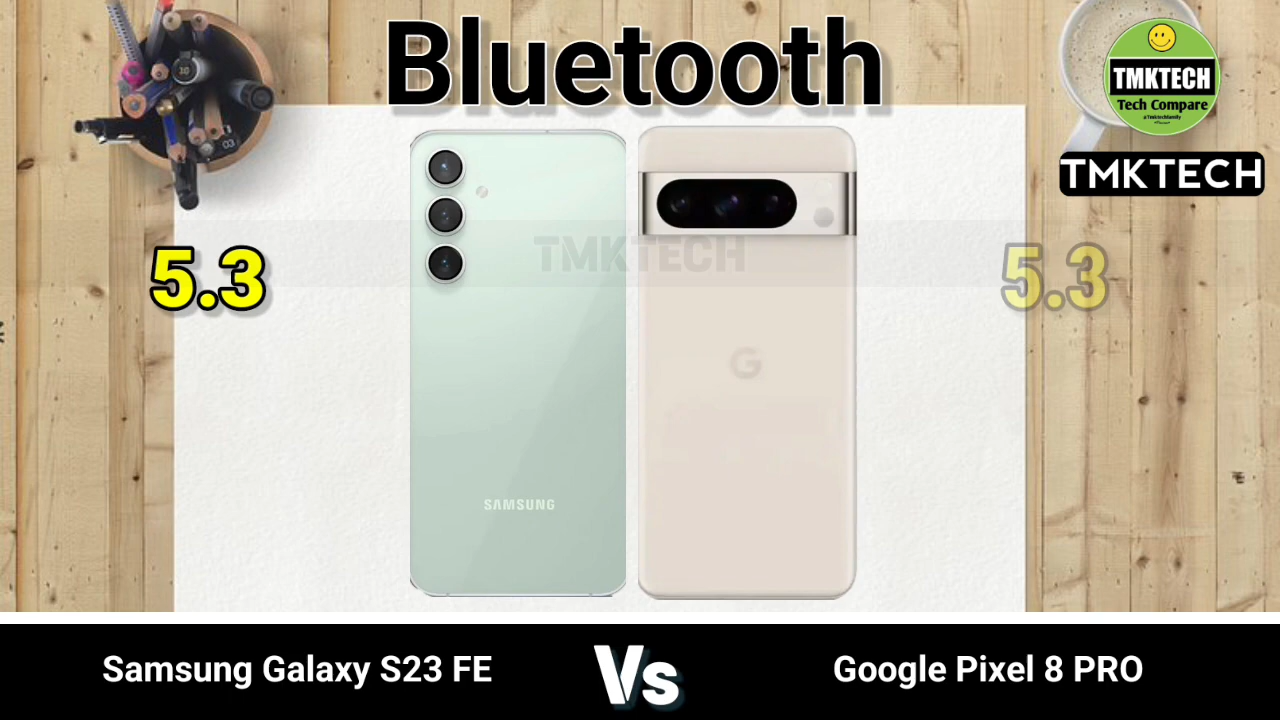 Bluetooth
TMKTECH
Tech Compare
TMKTECH
5.3
TMKTECH
5.3
G
SAMSUNG
Samsung Galaxy S23 FE
Vs
Google Pixel 8 PRO